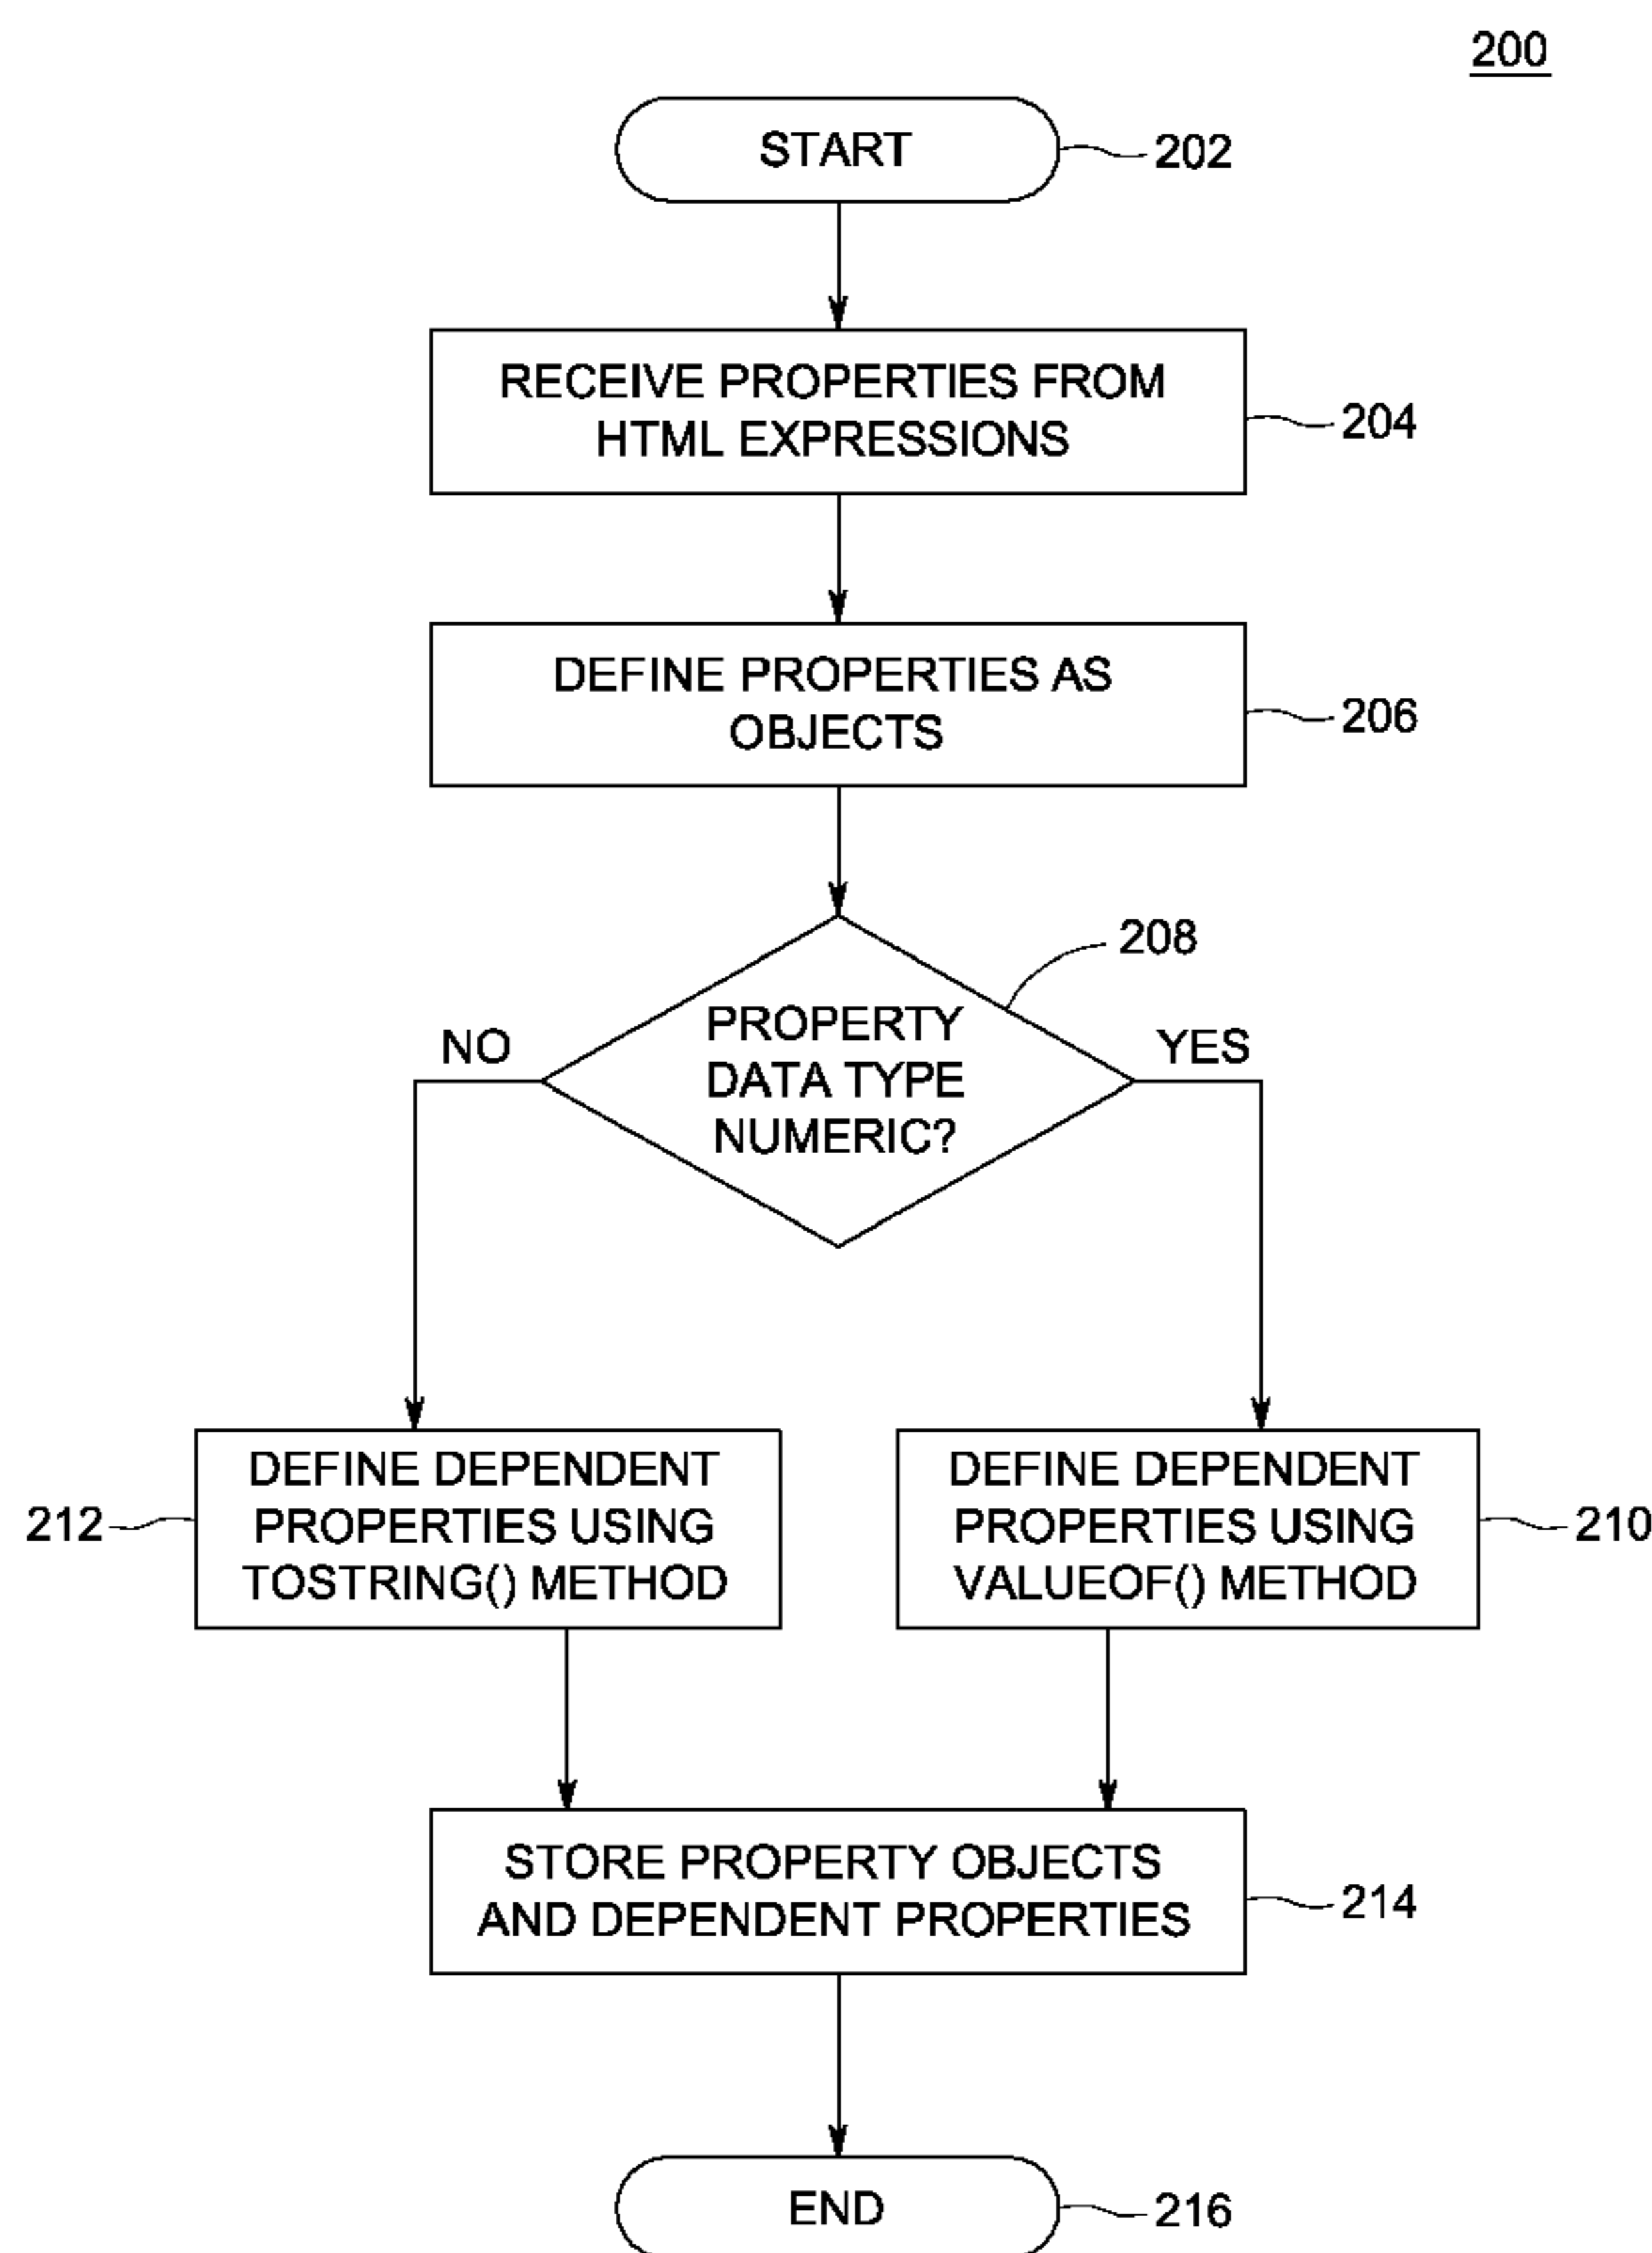 200
START
202
RECEIVE PROPERTIES FROM
HTML EXPRESSIONS
204
DEFINE PROPERTIES AS
OBJECTS
206
208
PROPERTY
DATA TYPE
NUMERIC?
NO
YES
DEFINE DEPENDENT
PROPERTIES USING
TOSTRING() METHOD
212
DEFINE DEPENDENT
PROPERTIES USING
VALUEOF() METHOD
210
STORE PROPERTY OBJECTS
AND DEPENDENT PROPERTIES
214
END
216